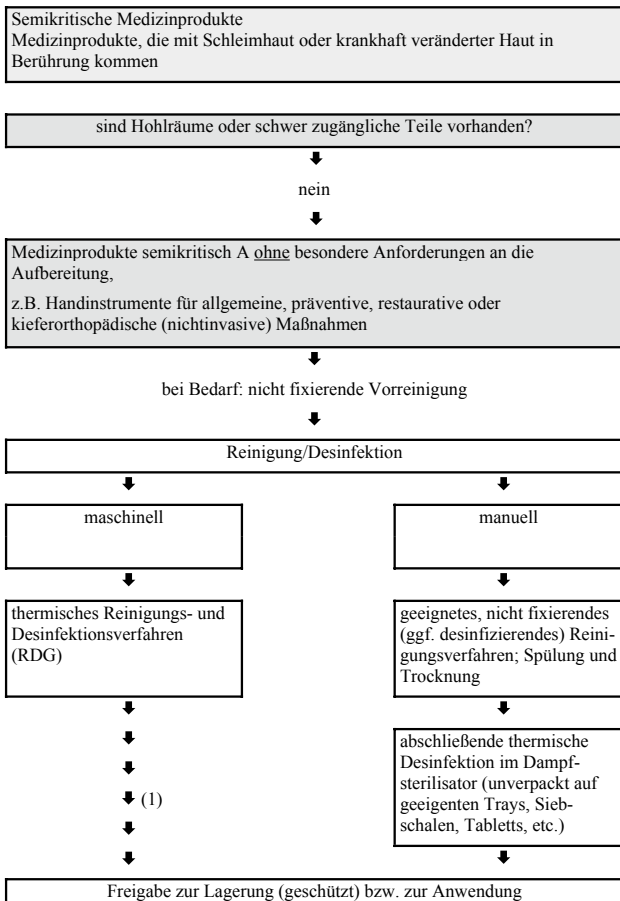 Semikritische Medizinprodukte
Medizinprodukte, die mit Schleimhaut oder krankhaft veränderter Haut in
Berührung kommen
sind Hohlräume oder schwer zugängliche Teile vorhanden?
nein
Medizinprodukte semikritisch A ohne besondere Anforderungen an die
Aufbereitung,
z.B. Handinstrumente für allgemeine, präventive, restaurative oder
kieferorthopädische (nichtinvasive) Maßnahmen
bei Bedarf: nicht fixierende Vorreinigung
Reinigung/Desinfektion
maschinell
manuell
thermisches Reinigungs- und
Desinfektionsverfahren
(RDG)
geeignetes, nicht fixierendes
(ggf. desinfizierendes) Reini-
gungsverfahren; Spülung und
Trocknung
abschließende thermische
Desinfektion im Dampf-
sterilisator (unverpackt auf
geeigenten Trays, Sieb-
schalen, Tabletts, etc.)
(1)
Freigabe zur Lagerung (geschützt) bzw. zur Anwendung